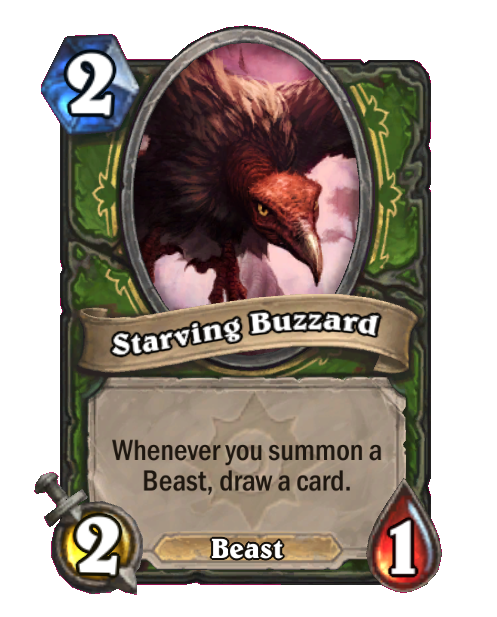 2
Starving Buzzard
Whenever you summon a
Beast, draw a card.
Beast
2
1